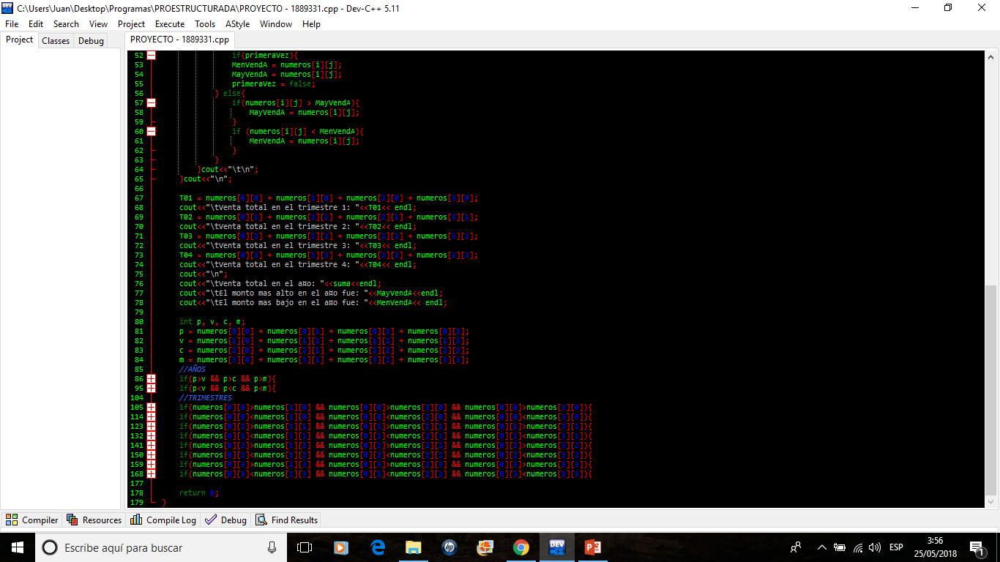 C:\Users\Juan\Desktop\Programas\PROESTRUCTURADA\PROYECTO - 1889331.cpp - Dev-C++ 5.11
File Edit Search View Project Execute Tools AStyle Window Help
Project Classes Debug PROYECTO - 1889331.cpp
52 if(primeraVez){
53 MenVendA = numeros[i][j];
54 MayVendA = numeros[i][j];
55 primeraVez = false;
56 } else{
57 if(numeros[i][j] > MayVendA){
58 MayVendA = numeros[i][j];
59 }
60 if (numeros[i][j] < MenVendA){
61 MenVendA = numeros[i][j];
62 }
63 }
64 }cout<<"\t\n";
65 }cout<<"\n";
66
67 T01 = numeros[0][0] + numeros[1][0] + numeros[2][0] + numeros[3][0];
68 cout<<"\tVenta total en el trimestre 1: "<<T01<< endl;
69 T02 = numeros[0][1] + numeros[1][1] + numeros[2][1] + numeros[3][1];
70 cout<<"\tVenta total en el trimestre 2: "<<T02<< endl;
71 T03 = numeros[0][2] + numeros[1][2] + numeros[2][2] + numeros[3][2];
72 cout<<"\tVenta total en el trimestre 3: "<<T03<< endl;
73 T04 = numeros[0][3] + numeros[1][3] + numeros[2][3] + numeros[3][3];
74 cout<<"\tVenta total en el trimestre 4: "<<T04<< endl;
75 cout<<"\n";
76 cout<<"\tVenta total en el a¤o: "<<suma<<endl;
77 cout<<"\tEl monto mas alto en el a¤o fue: "<<MayVendA<<endl;
78 cout<<"\tEl monto mas bajo en el a¤o fue: "<<MenVendA<< endl;
79
80 int p, v, c, m;
81 p = numeros[0][0] + numeros[0][1] + numeros[0][2] + numeros[0][3];
82 v = numeros[1][0] + numeros[1][1] + numeros[1][2] + numeros[1][3];
83 c = numeros[2][0] + numeros[2][1] + numeros[2][2] + numeros[2][3];
84 m = numeros[3][0] + numeros[3][1] + numeros[3][2] + numeros[3][3];
85 //AÑOS
86 if(p>v && p>c && p>m){
95 if(p<v && p<c && p<m){
104 //TRIMESTRES
105 if(numeros[0][0]>numeros[1][0] && numeros[0][0]>numeros[2][0] && numeros[0][0]>numeros[3][0]){
114 if(numeros[0][0]<numeros[1][0] && numeros[0][0]<numeros[2][0] && numeros[0][0]<numeros[3][0]){
123 if(numeros[0][1]>numeros[1][1] && numeros[0][1]>numeros[2][1] && numeros[0][1]>numeros[3][1]){
132 if(numeros[0][1]<numeros[1][1] && numeros[0][1]<numeros[2][1] && numeros[0][1]<numeros[3][1]){
141 if(numeros[0][2]>numeros[1][2] && numeros[0][2]>numeros[2][2] && numeros[0][2]>numeros[3][2]){
150 if(numeros[0][2]<numeros[1][2] && numeros[0][2]<numeros[2][2] && numeros[0][2]<numeros[3][2]){
159 if(numeros[0][3]>numeros[1][3] && numeros[0][3]>numeros[2][3] && numeros[0][3]>numeros[3][3]){
168 if(numeros[0][3]<numeros[1][3] && numeros[0][3]<numeros[2][3] && numeros[0][3]<numeros[3][3]){
177
178 return 0;
179 }
Compiler Resources Compile Log Debug Find Results
Escribe aquí para buscar ESP 3:56
25/05/2018 1